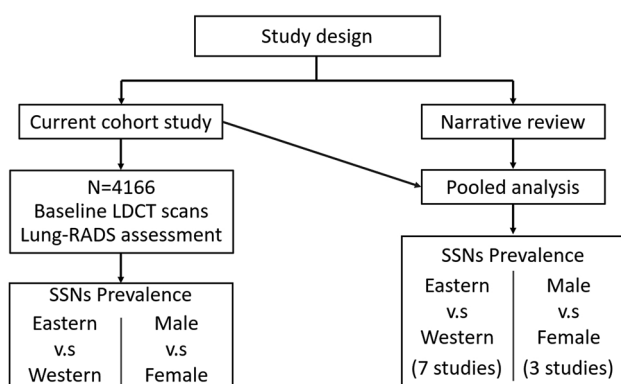 Study design
Current cohort study
Narrative review
N=4166
Baseline LDCT scans
Lung-RADS assessment
Pooled analysis
SSNs Prevalence
Eastern
v.s
Western
Male
v.s
Female
SSNs Prevalence
Eastern
v.s
Western
(7 studies)
Male
v.s
Female
(3 studies)